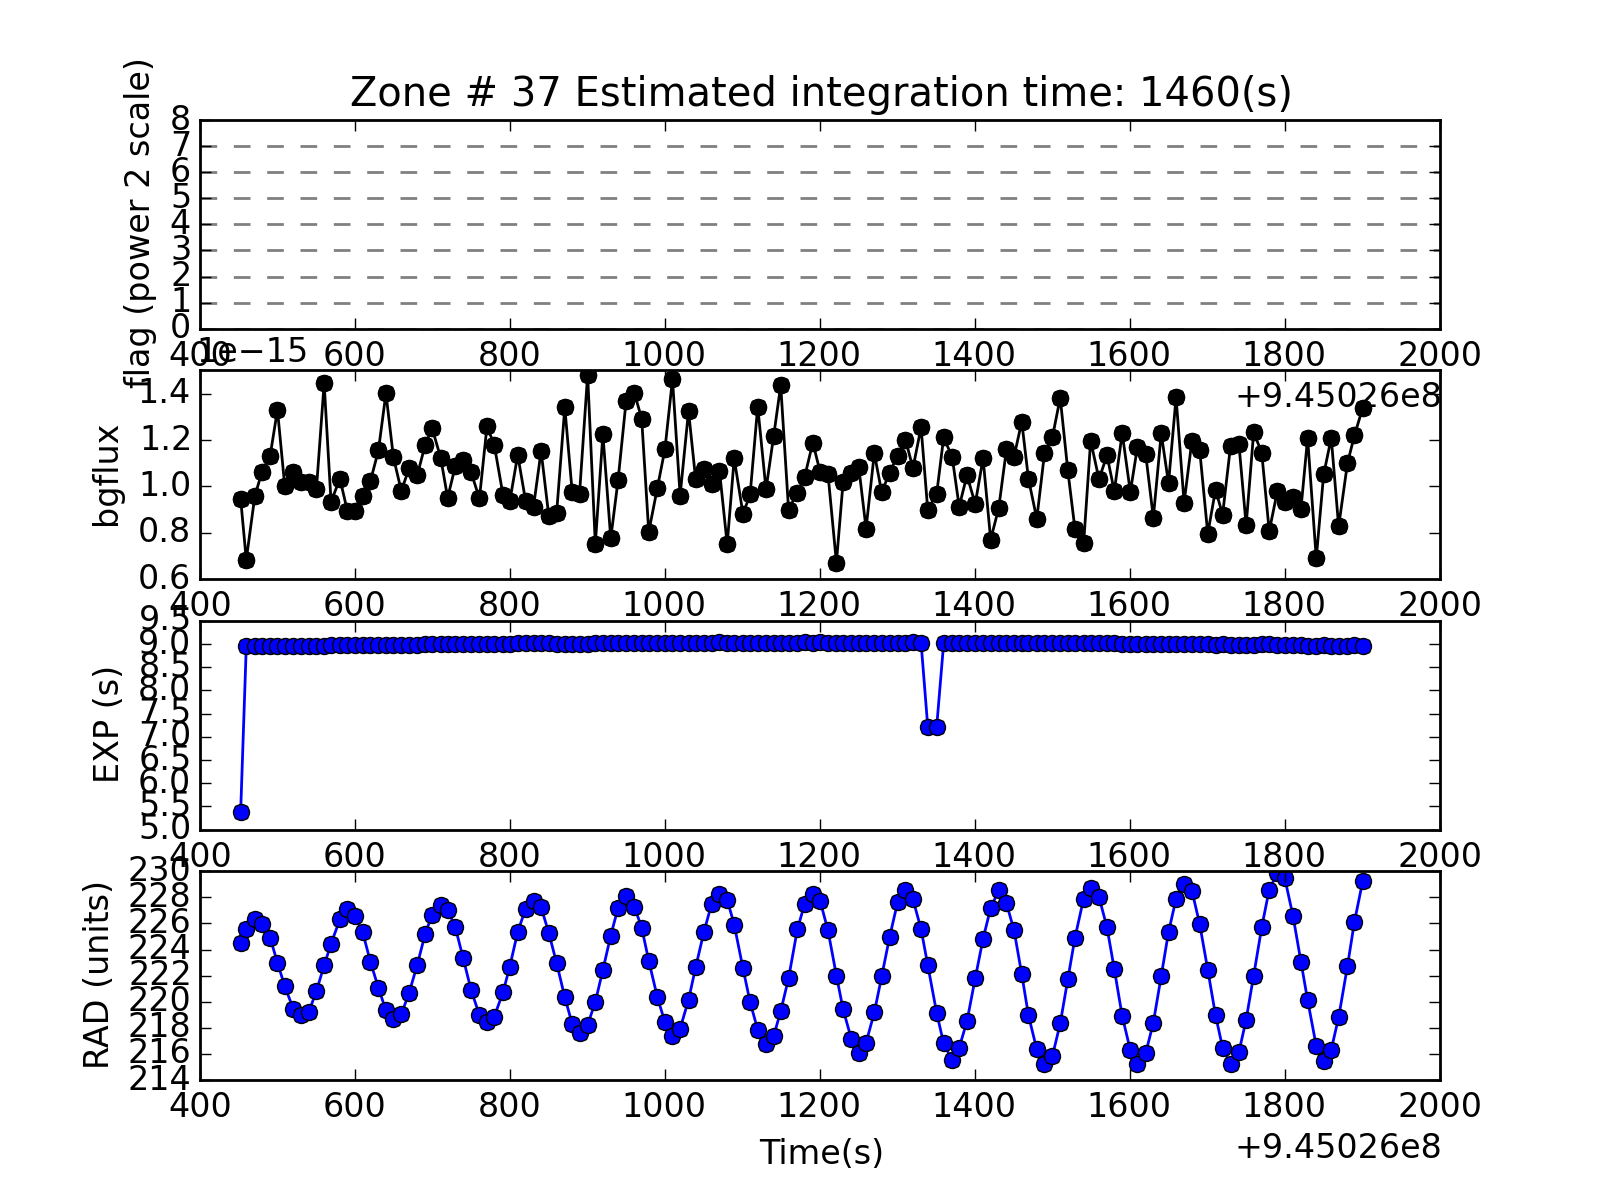 Zone # 37 Estimated integration time: 1460(s)
flag (power 2 scale)
8
7
6
5
4
3
2
1
0
400 600 800 1000 1200 1400 1600 1800 2000
1e−15
+9.45026e8
bgflux
1.4
1.2
1.0
0.8
0.6
400 600 800 1000 1200 1400 1600 1800 2000
EXP (s)
9.5
9.0
8.5
8.0
7.5
7.0
6.5
6.0
5.5
5.0
400 600 800 1000 1200 1400 1600 1800 2000
RAD (units)
230
228
226
224
222
220
218
216
214
400 600 800 1000 1200 1400 1600 1800 2000
Time(s)
+9.45026e8